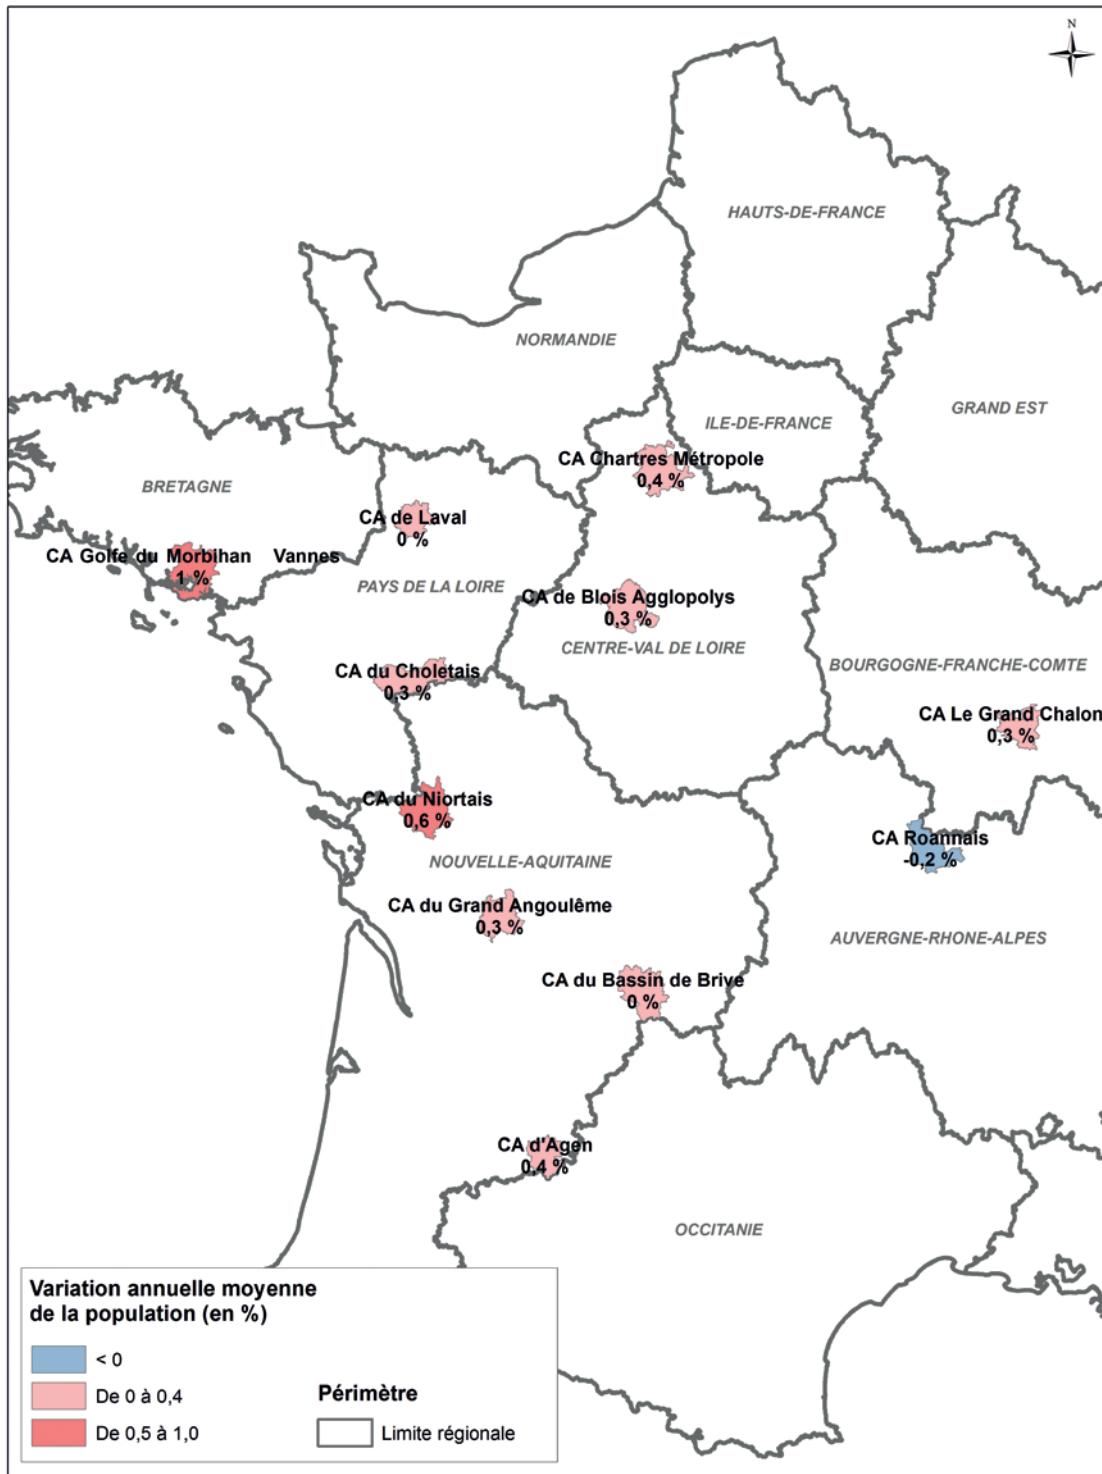 N
HAUTS-DE-FRANCE
NORMANDIE
GRAND EST
ILE-DE-FRANCE
CA Chartres Métropole
0,4 %
BRETAGNE
CA de Laval
0 %
CA Golfe du Morbihan Vannes
1 %
PAYS DE LA LOIRE
CA de Blois Agglopolys
0,3 %
CENTRE-VAL DE LOIRE
CA du Choletais
0,3 %
BOURGOGNE-FRANCHE-COMTE
CA Le Grand Chalon
0,3 %
CA du Niortais
0,6 %
CA Roannais
-0,2 %
NOUVELLE-AQUITAINE
CA du Grand Angoulême
0,3 %
AUVERGNE-RHONE-ALPES
CA du Bassin de Brive
0 %
CA d'Agen
0,4 %
OCCITANIE
Variation annuelle moyenne
de la population (en %)
< 0
De 0 à 0,4
De 0,5 à 1,0
Périmètre
Limite régionale